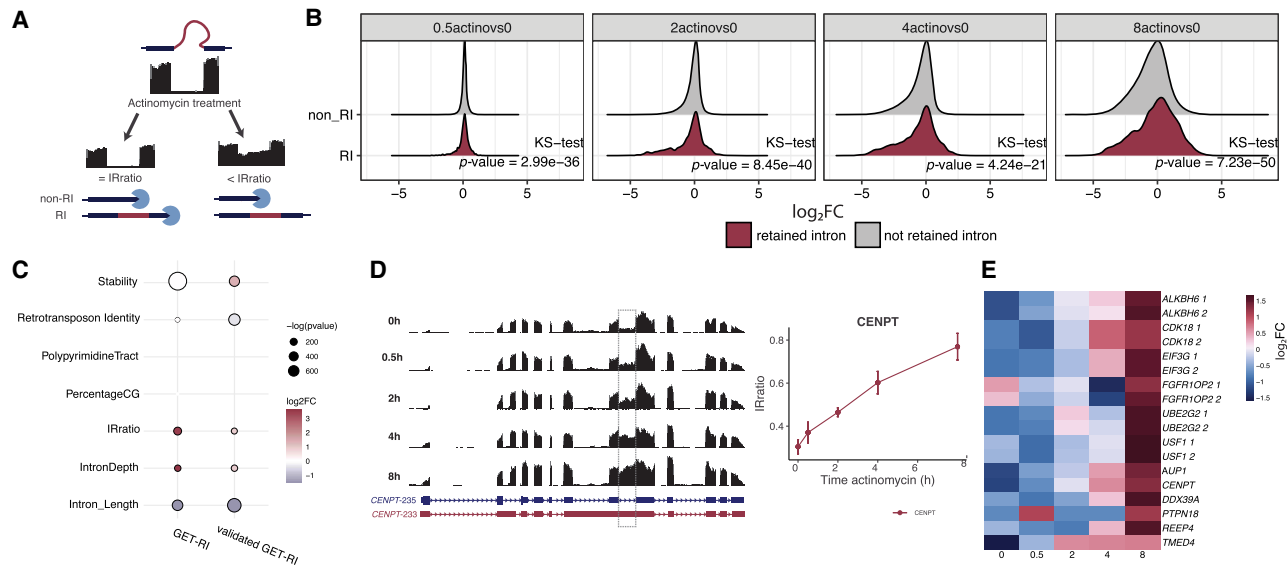 A
Actinomycin treatment
= IRratio
< IRratio
non-RI
RI
B
0.5actinovs0
2actinovs0
4actinovs0
8actinovs0
non_RI
RI
KS−test
p-value = 2.99e−36
KS−test
p-value = 8.45e−40
KS−test
p-value = 4.24e−21
KS−test
p-value = 7.23e−50
−5 0 5
−5 0 5
−5 0 5
−5 0 5
log₂FC
retained intron
not retained intron
C
Stability
Retrotransposon Identity
PolypyrimidineTract
PercentageCG
IRratio
IntronDepth
Intron_Length
GET-RI
validated GET-RI
−log(pvalue)
200
400
600
log2FC
3
2
1
0
−1
D
0h
0.5h
2h
4h
8h
CENPT-235
CENPT-233
CENPT
IRratio
0.8
0.6
0.4
0 2 4 6 8
Time actinomycin (h)
CENPT
E
ALKBH6 1
ALKBH6 2
CDK18 1
CDK18 2
EIF3G 1
EIF3G 2
FGFR1OP2 1
FGFR1OP2 2
UBE2G2 1
UBE2G2 2
USF1 1
USF1 2
AUP1
CENPT
DDX39A
PTPN18
REEP4
TMED4
0 0.5 2 4 8
1.5
1.0
0.5
0
−0.5
−1.0
−1.5
log₂FC